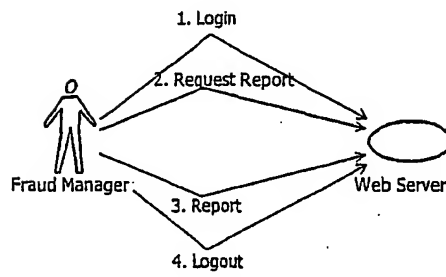 1. Login
2. Request Report
Fraud Manager
Web Server
3. Report
4. Logout